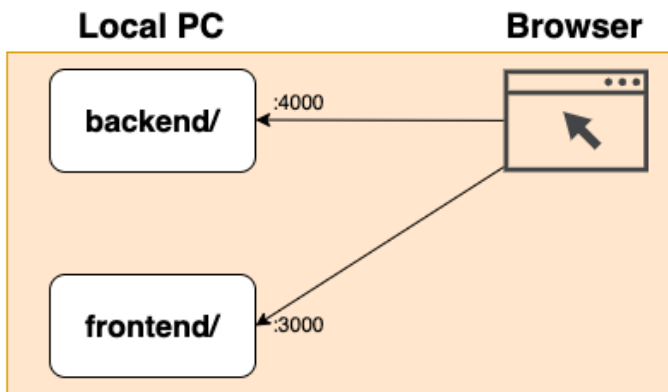 Local PC
Browser
:4000
backend/
frontend/
:3000